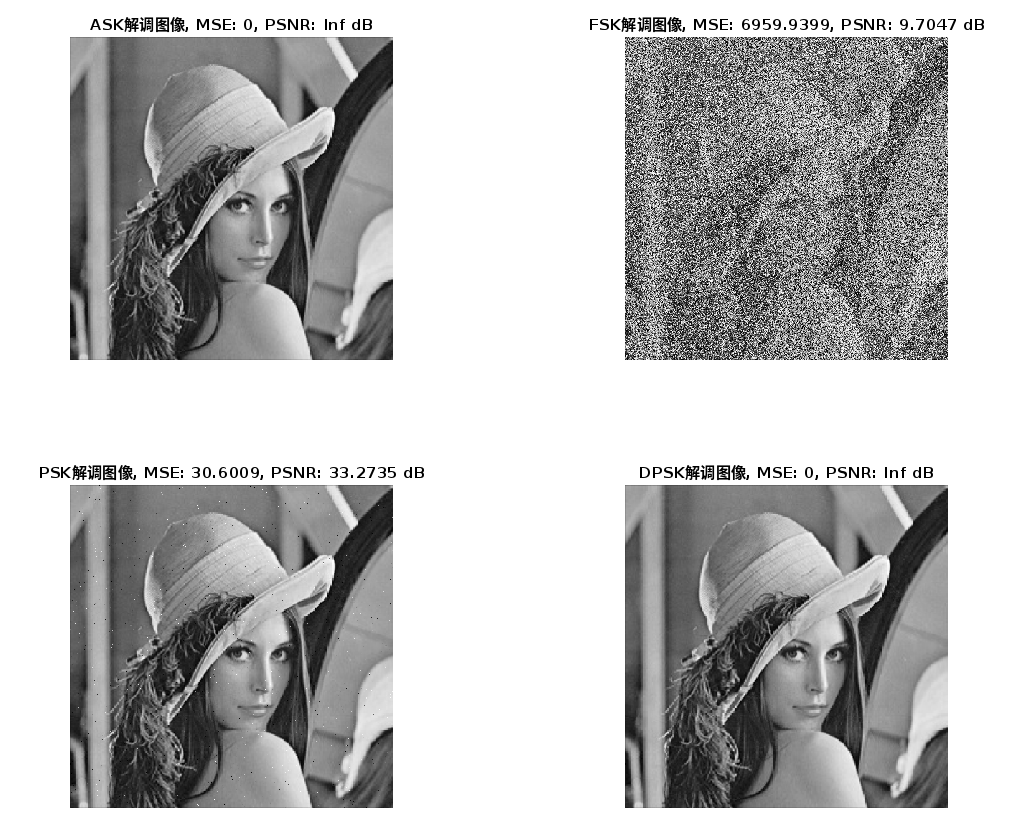 ASK解调图像, MSE: 0, PSNR: Inf dB
FSK解调图像, MSE: 6959.9399, PSNR: 9.7047 dB
PSK解调图像, MSE: 30.6009, PSNR: 33.2735 dB
DPSK解调图像, MSE: 0, PSNR: Inf dB